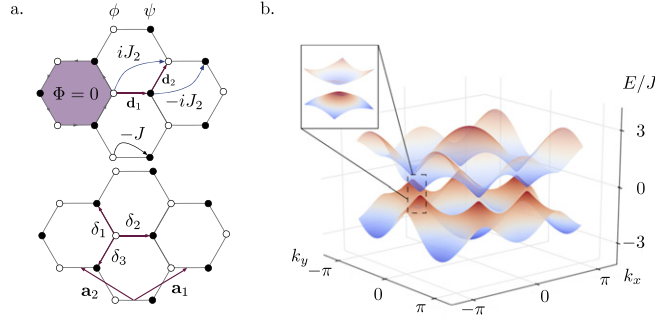 a.
ϕ ψ
iJ₂
d₂
Φ = 0
d₁
−iJ₂
−J
δ₁ δ₂
δ₃
a₂ a₁
b.
E/J
3
0
−3
k_y −π
0
π
−π
0
π
k_x